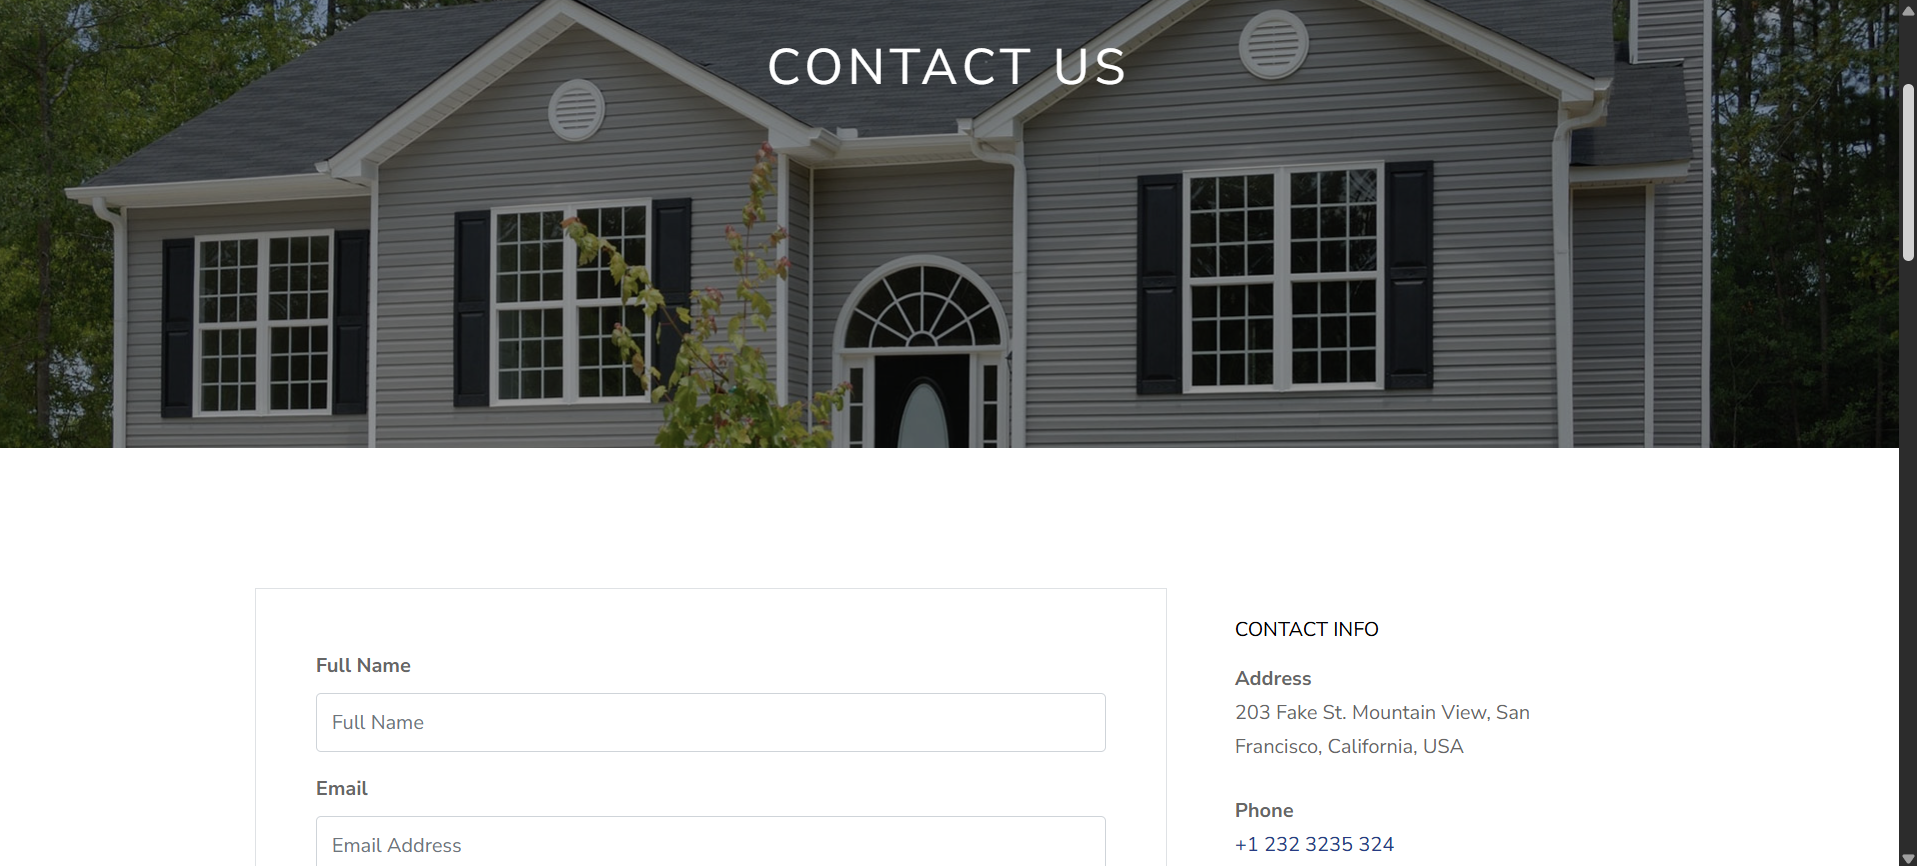 CONTACT US
Full Name
Full Name
Email
Email Address
CONTACT INFO
Address
203 Fake St. Mountain View, San
Francisco, California, USA
Phone
+1 232 3235 324